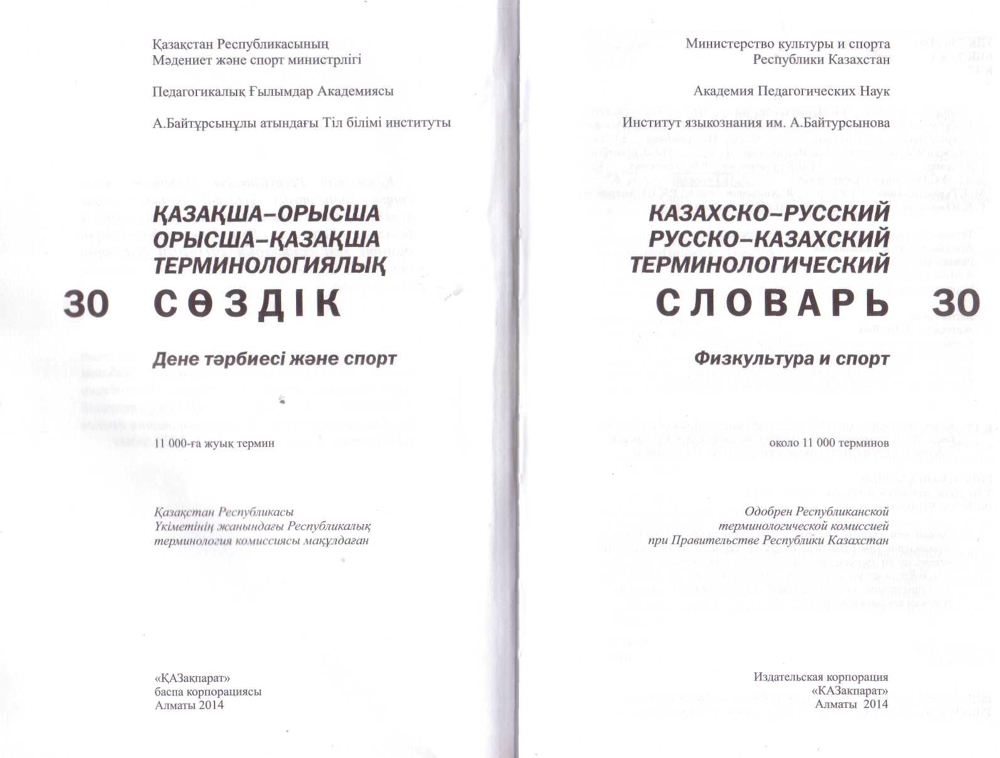 Қазақстан Республикасының
Мәдениет және спорт министрлігі
Педагогикалық Ғылымдар Академиясы
А.Байтұрсынұлы атындағы Тіл білімі институты
ҚАЗАҚША–ОРЫСША
ОРЫСША–ҚАЗАҚША
ТЕРМИНОЛОГИЯЛЫҚ
30 СӨЗДІК
Дене тәрбиесі және спорт
11 000-ға жуық термин
Қазақстан Республикасы
Үкіметінің жанындағы Республикалық
терминология комиссиясы мақұлдаған
«ҚАЗақпарат»
баспа корпорациясы
Алматы 2014
Министерство культуры и спорта
Республики Казахстан
Академия Педагогических Наук
Институт языкознания им. А.Байтурсынова
КАЗАХСКО–РУССКИЙ
РУССКО–КАЗАХСКИЙ
ТЕРМИНОЛОГИЧЕСКИЙ
СЛОВАРЬ 30
Физкультура и спорт
около 11 000 терминов
Одобрен Республиканской
терминологической комиссией
при Правительстве Республики Казахстан
Издательская корпорация
«КАЗакпарат»
Алматы 2014